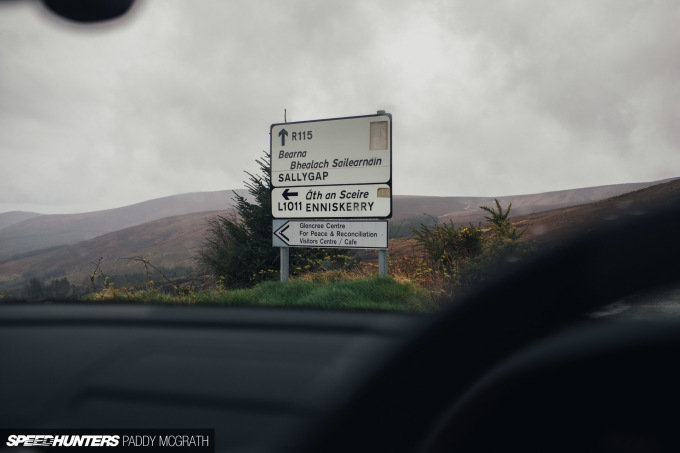 R115
Bearna
Bhealach Sailearnáin
SALLYGAP
Áth an Sceire
L1011 ENNISKERRY
Glencree Centre
For Peace & Reconciliation
Visitors Centre / Cafe
SPEEDHUNTERS PADDY MCGRATH